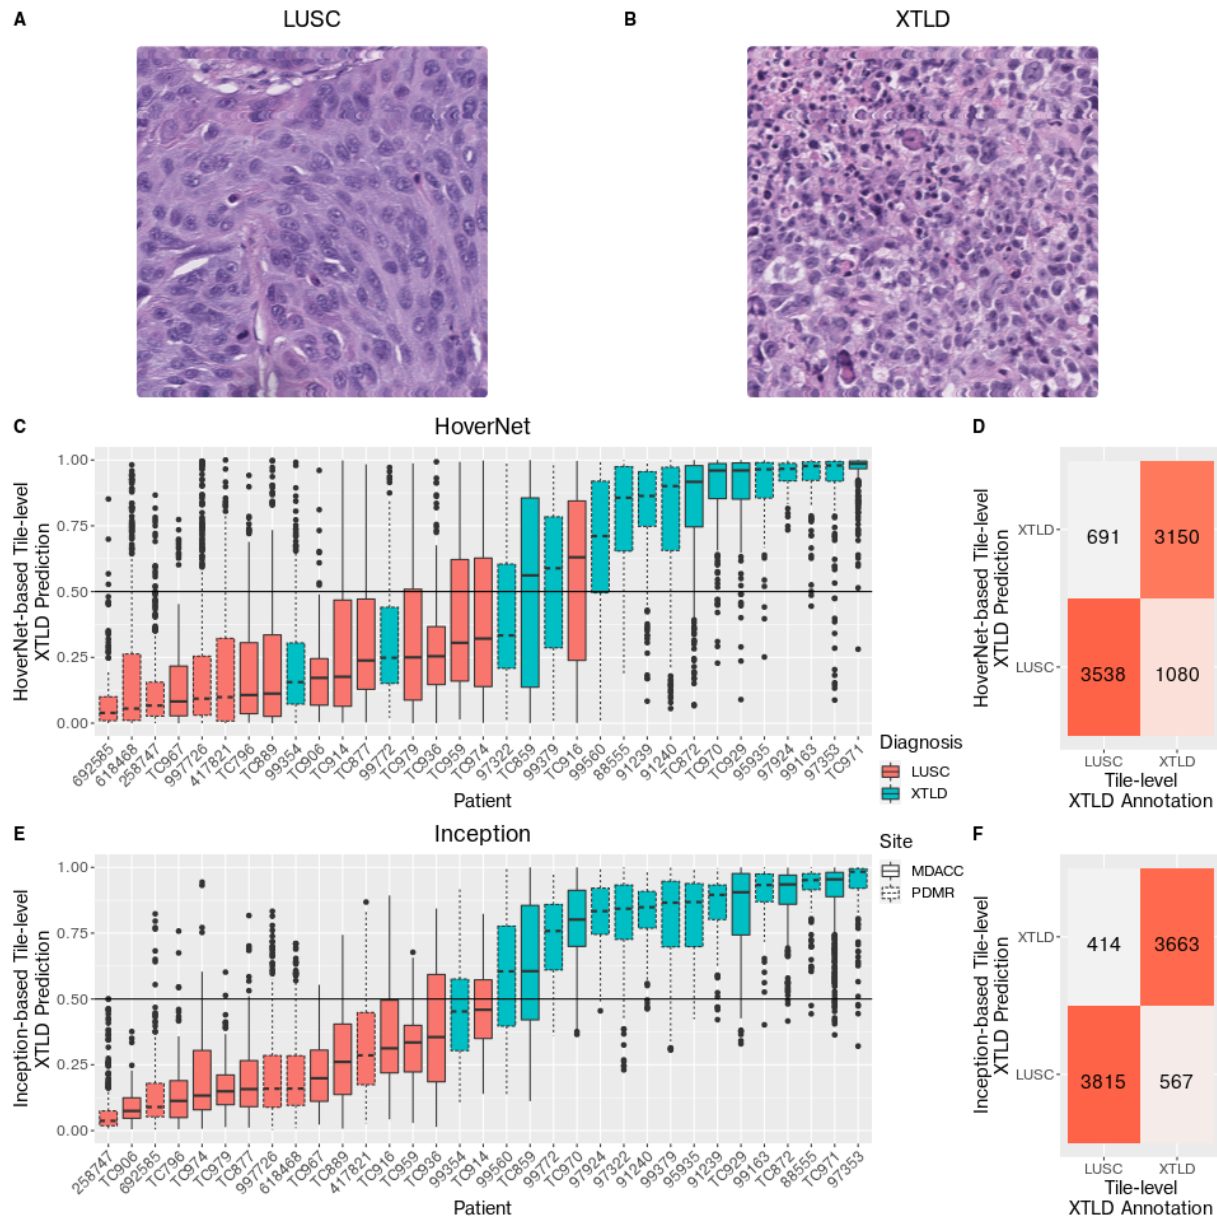 A
LUSC
B
XTLD
C
HoverNet
HoverNet-based Tile-level
XTLD Prediction
1.00
0.75
0.50
0.25
0.00
692585
618468
258747
TC967
997726
417821
TC796
TC889
99354
TC906
TC914
TC877
99772
TC979
TC936
TC959
TC974
97322
TC859
99379
TC916
99560
88555
91239
91240
TC872
TC970
TC929
95935
97924
99163
97353
TC971
Patient
D
HoverNet-based Tile-level
XTLD Prediction
XTLD
LUSC
691
3150
3538
1080
LUSC
XTLD
Tile-level
XTLD Annotation
Diagnosis
LUSC
XTLD
Site
MDACC
PDMR
E
Inception
Inception-based Tile-level
XTLD Prediction
1.00
0.75
0.50
0.25
0.00
258747
TC906
692585
TC796
TC974
TC979
TC877
997726
618468
TC967
TC889
417821
TC916
TC959
TC936
99354
TC914
99560
TC859
99772
TC970
97924
97322
91240
99379
95935
91239
TC929
99163
TC872
88555
TC971
97353
Patient
F
Inception-based Tile-level
XTLD Prediction
XTLD
LUSC
414
3663
3815
567
LUSC
XTLD
Tile-level
XTLD Annotation